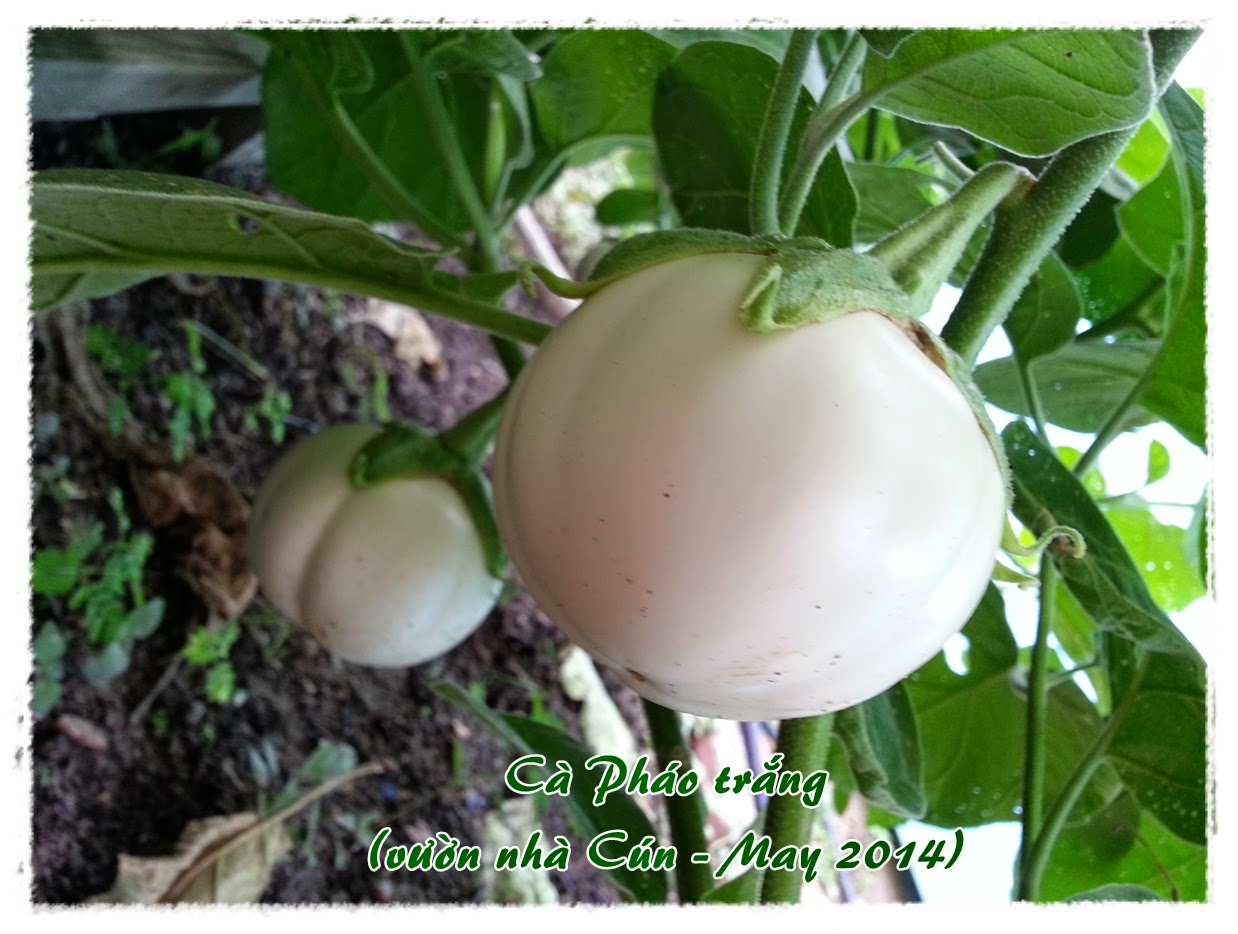 Cà Pháo trắng
(vườn nhà Cún - May 2014)